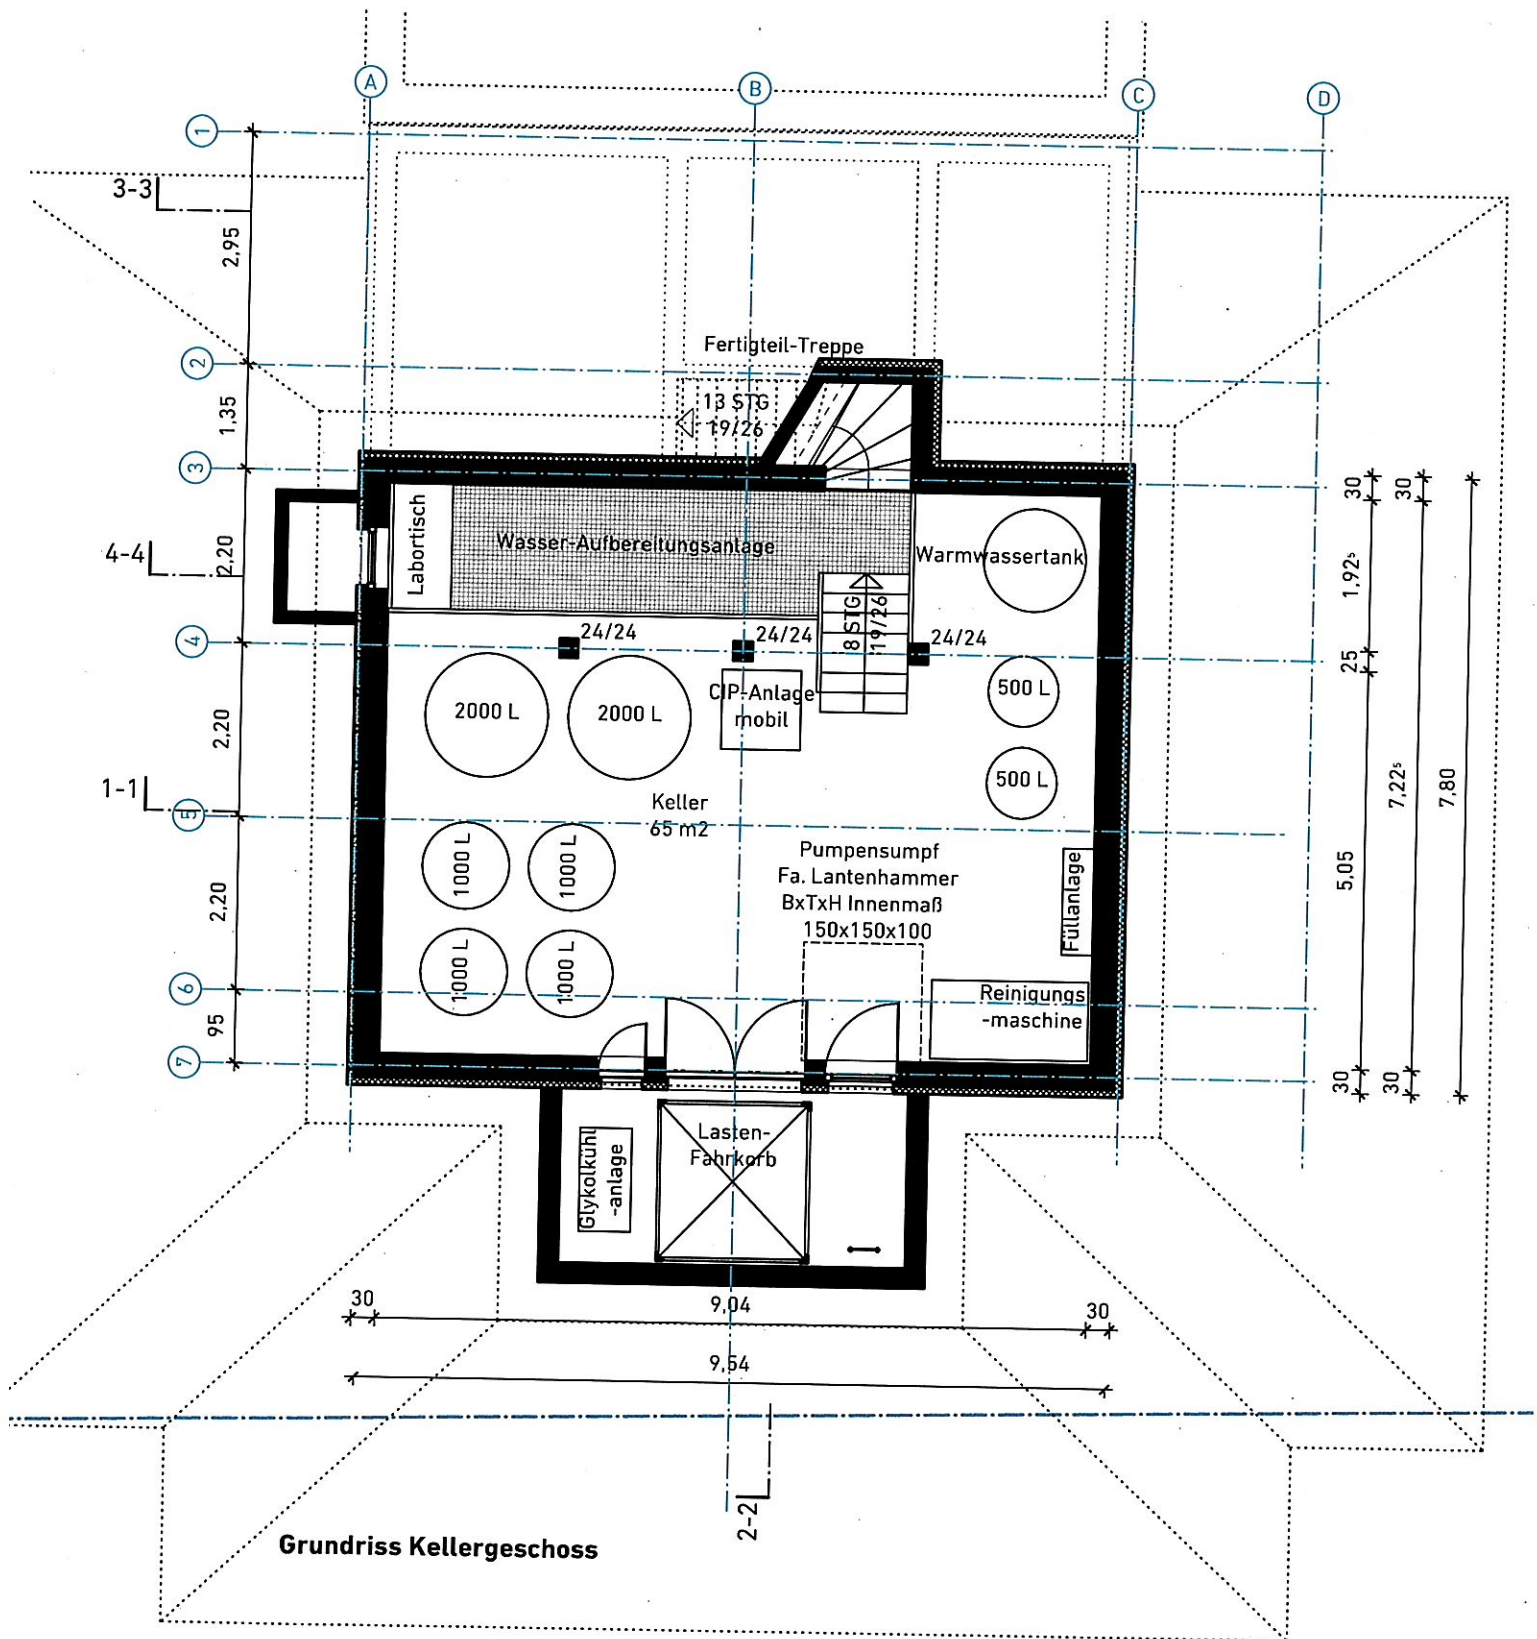 A
B
C
D
1
3-3
2,95
2
Fertigteil-Treppe
1.35
13 STG
19/26
3
30
30
Labortisch
Wasser-Aufbereitungsanlage
Warmwassertank
4-4
2,20
1,92⁵
8 STG
19/26
4
24/24
24/24
24/24
25
2000 L
2000 L
CIP-Anlage
mobil
500 L
2,20
500 L
7,22⁵
7,80
1-1
5
Keller
65 m2
1000 L
1000 L
Pumpensumpf
Fa. Lantenhammer
BxTxH Innenmaß
150x150x100
Füllanlage
5,05
2,20
1000 L
1000 L
6
Reinigungs
-maschine
95
7
30
30
Lasten-
Fahrkorb
Glykolkühl
-anlage
30
9,04
30
9,54
2-2
Grundriss Kellergeschoss